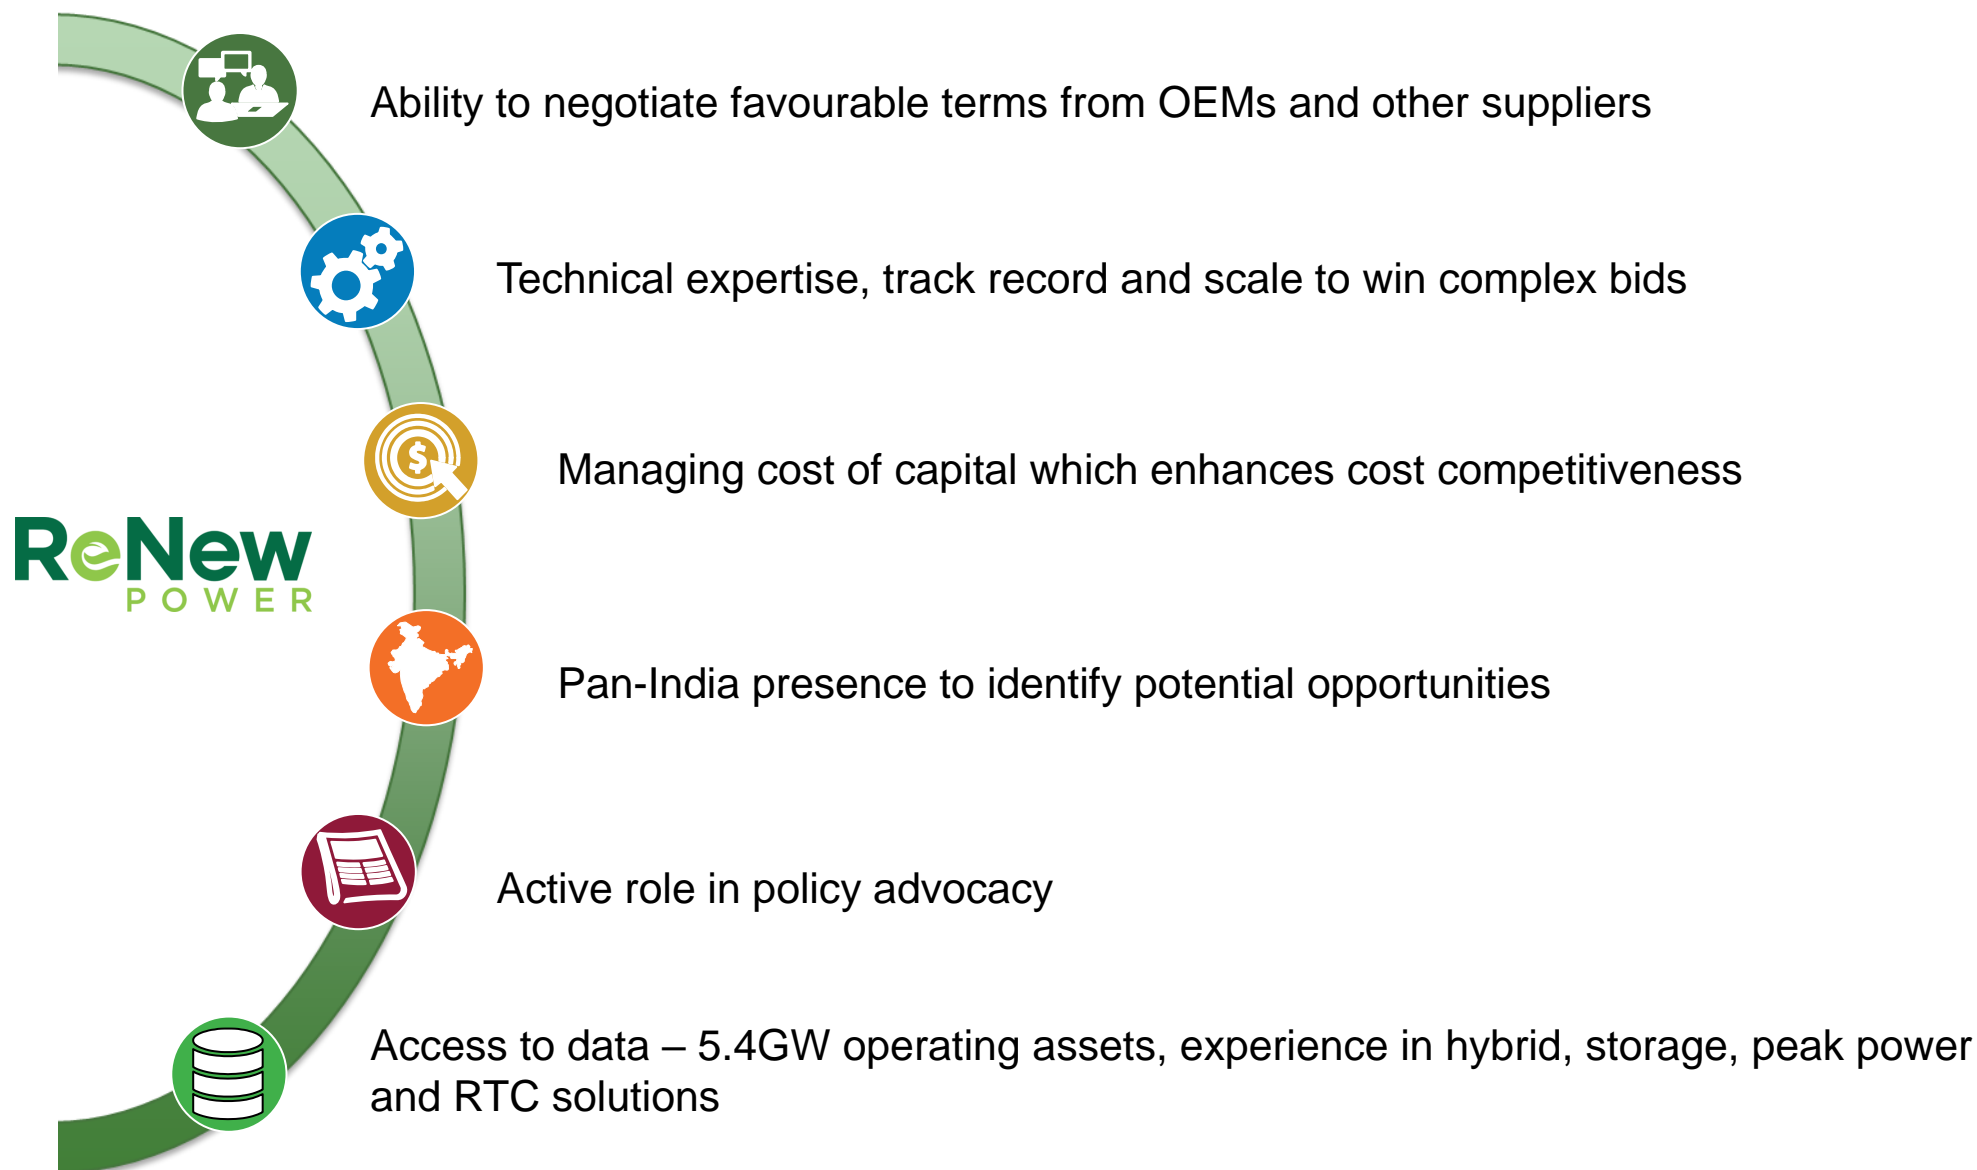 Ability to negotiate favourable terms from OEMs and other suppliers
Technical expertise, track record and scale to win complex bids
$
Managing cost of capital which enhances cost competitiveness
ReNew
POWER
Pan-India presence to identify potential opportunities
Active role in policy advocacy
Access to data – 5.4GW operating assets, experience in hybrid, storage, peak power
and RTC solutions